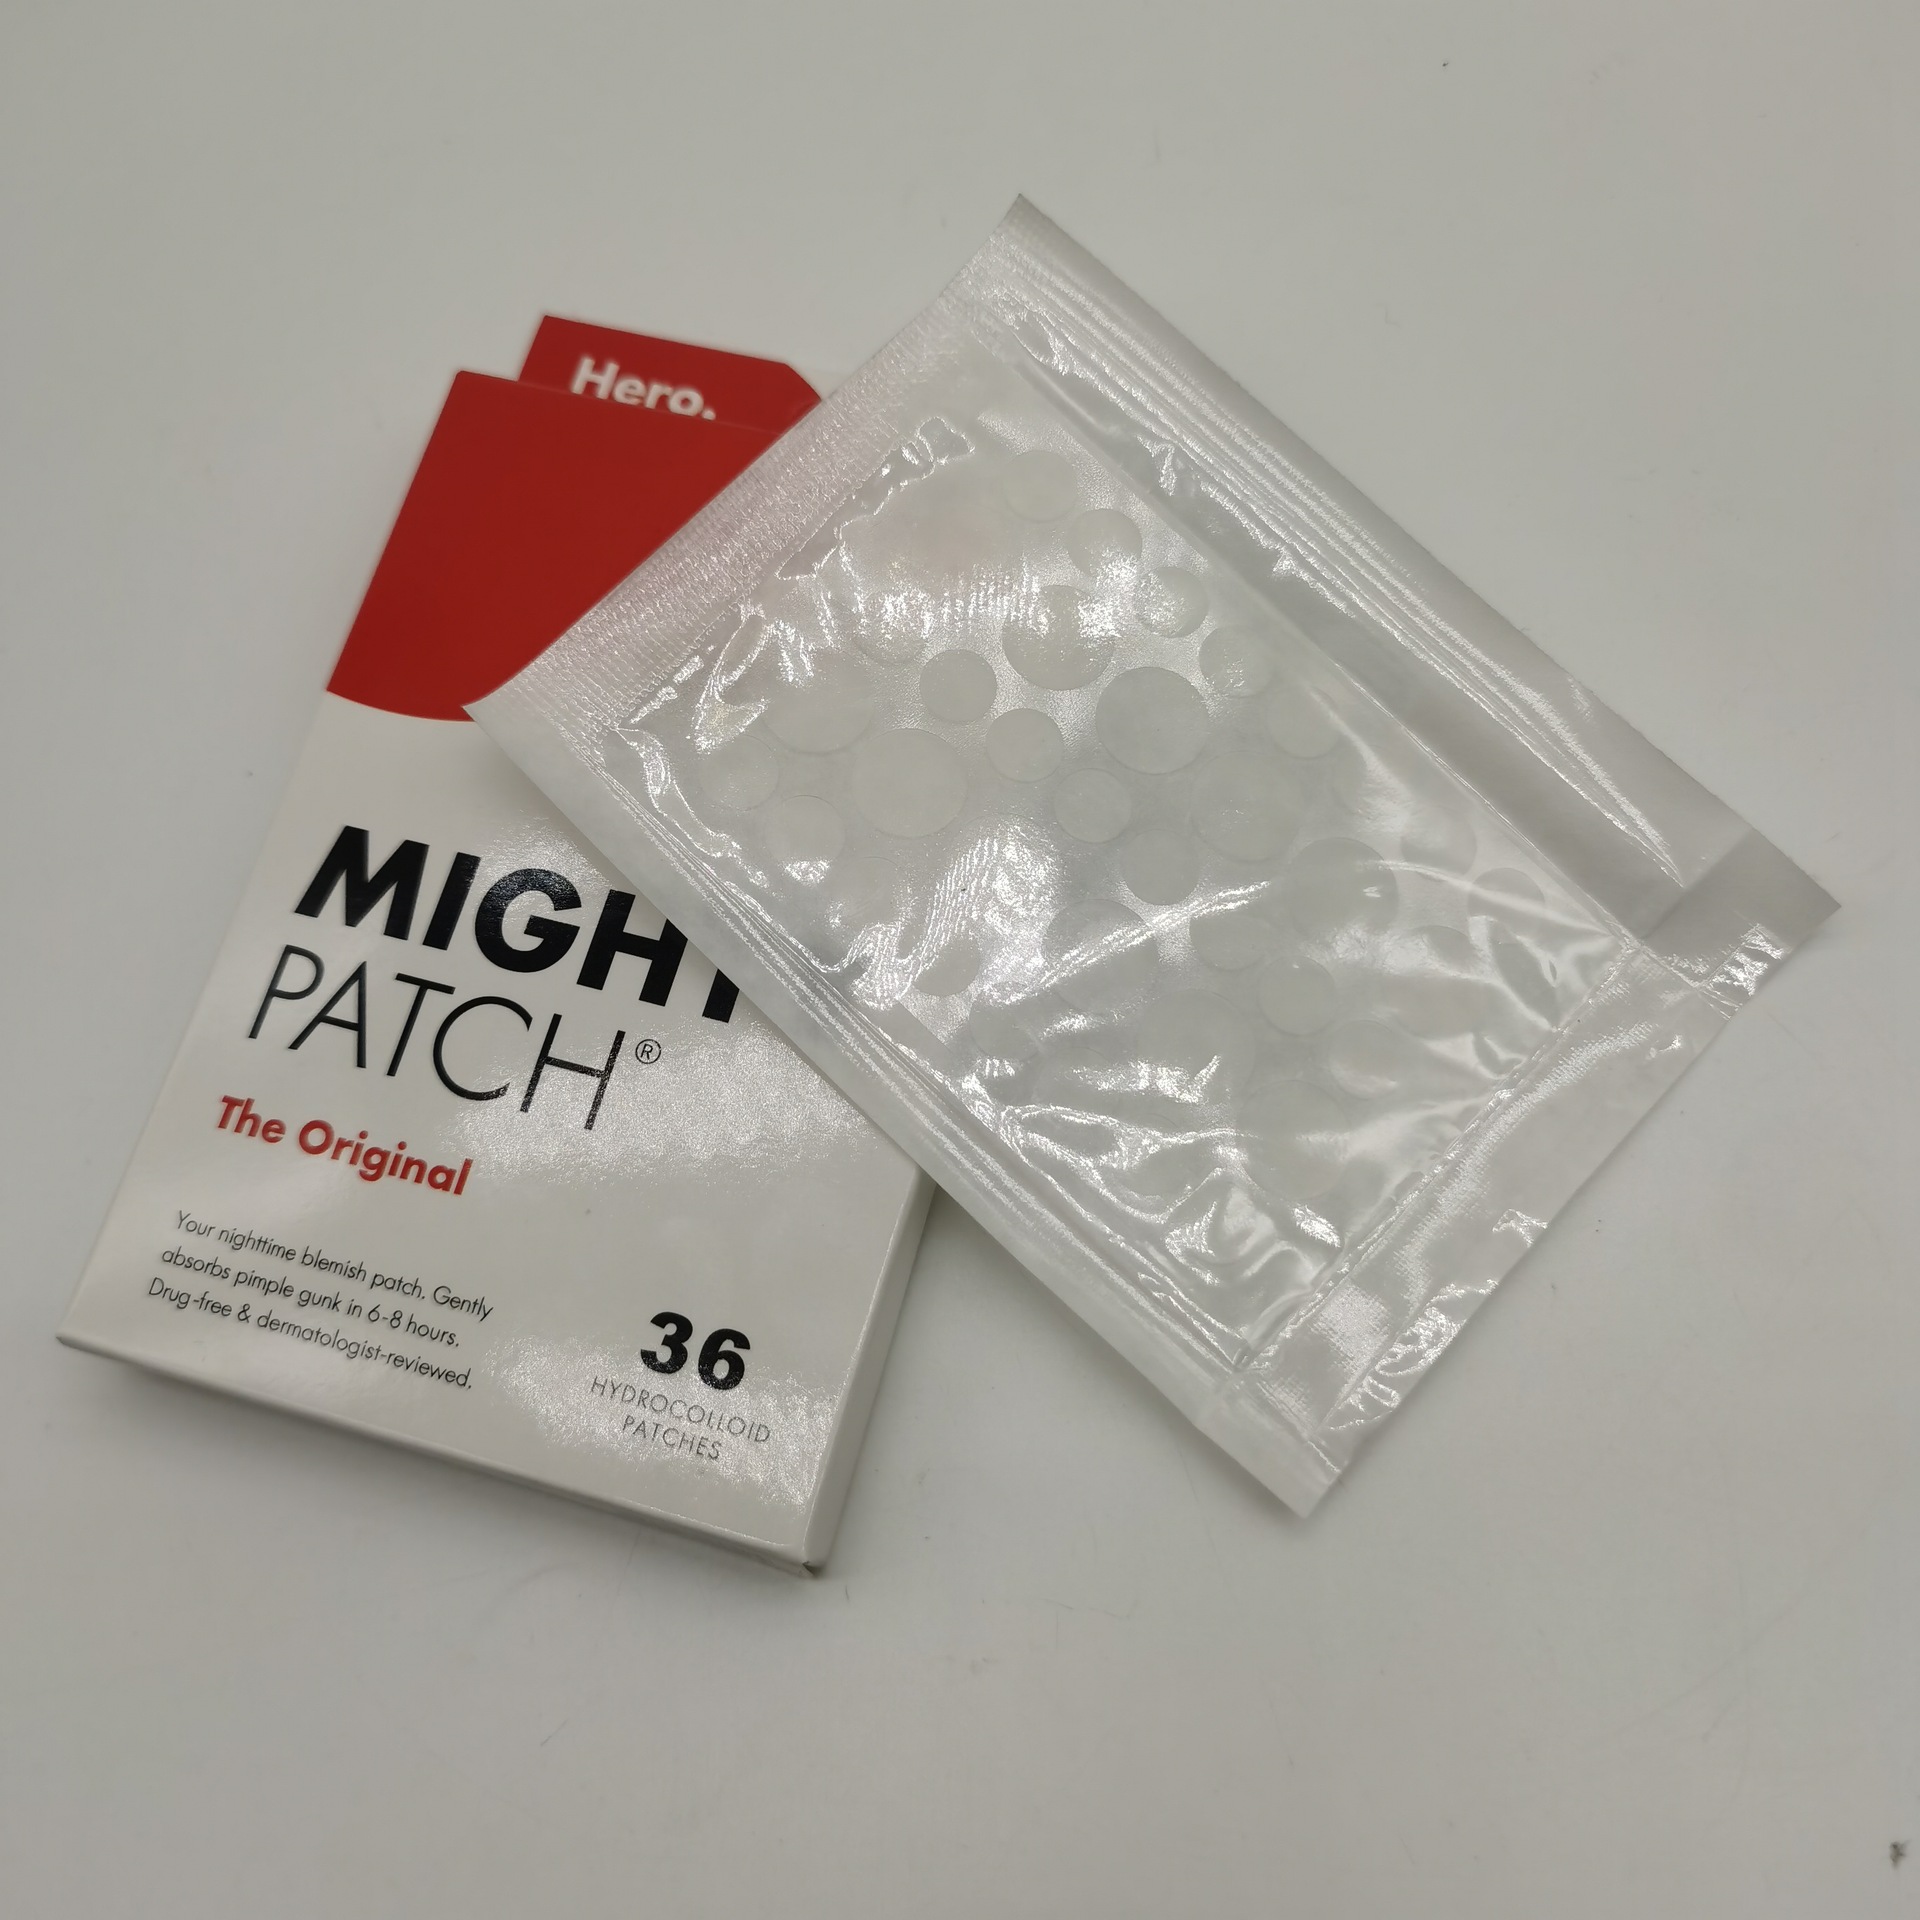 Hero.
MIGHT
PATCH®
The Original
Your nighttime blemish patch. Gently
absorbs pimple gunk in 6-8 hours.
Drug-free & dermatologist-reviewed.
36
HYDROCOLLOID
PATCHES